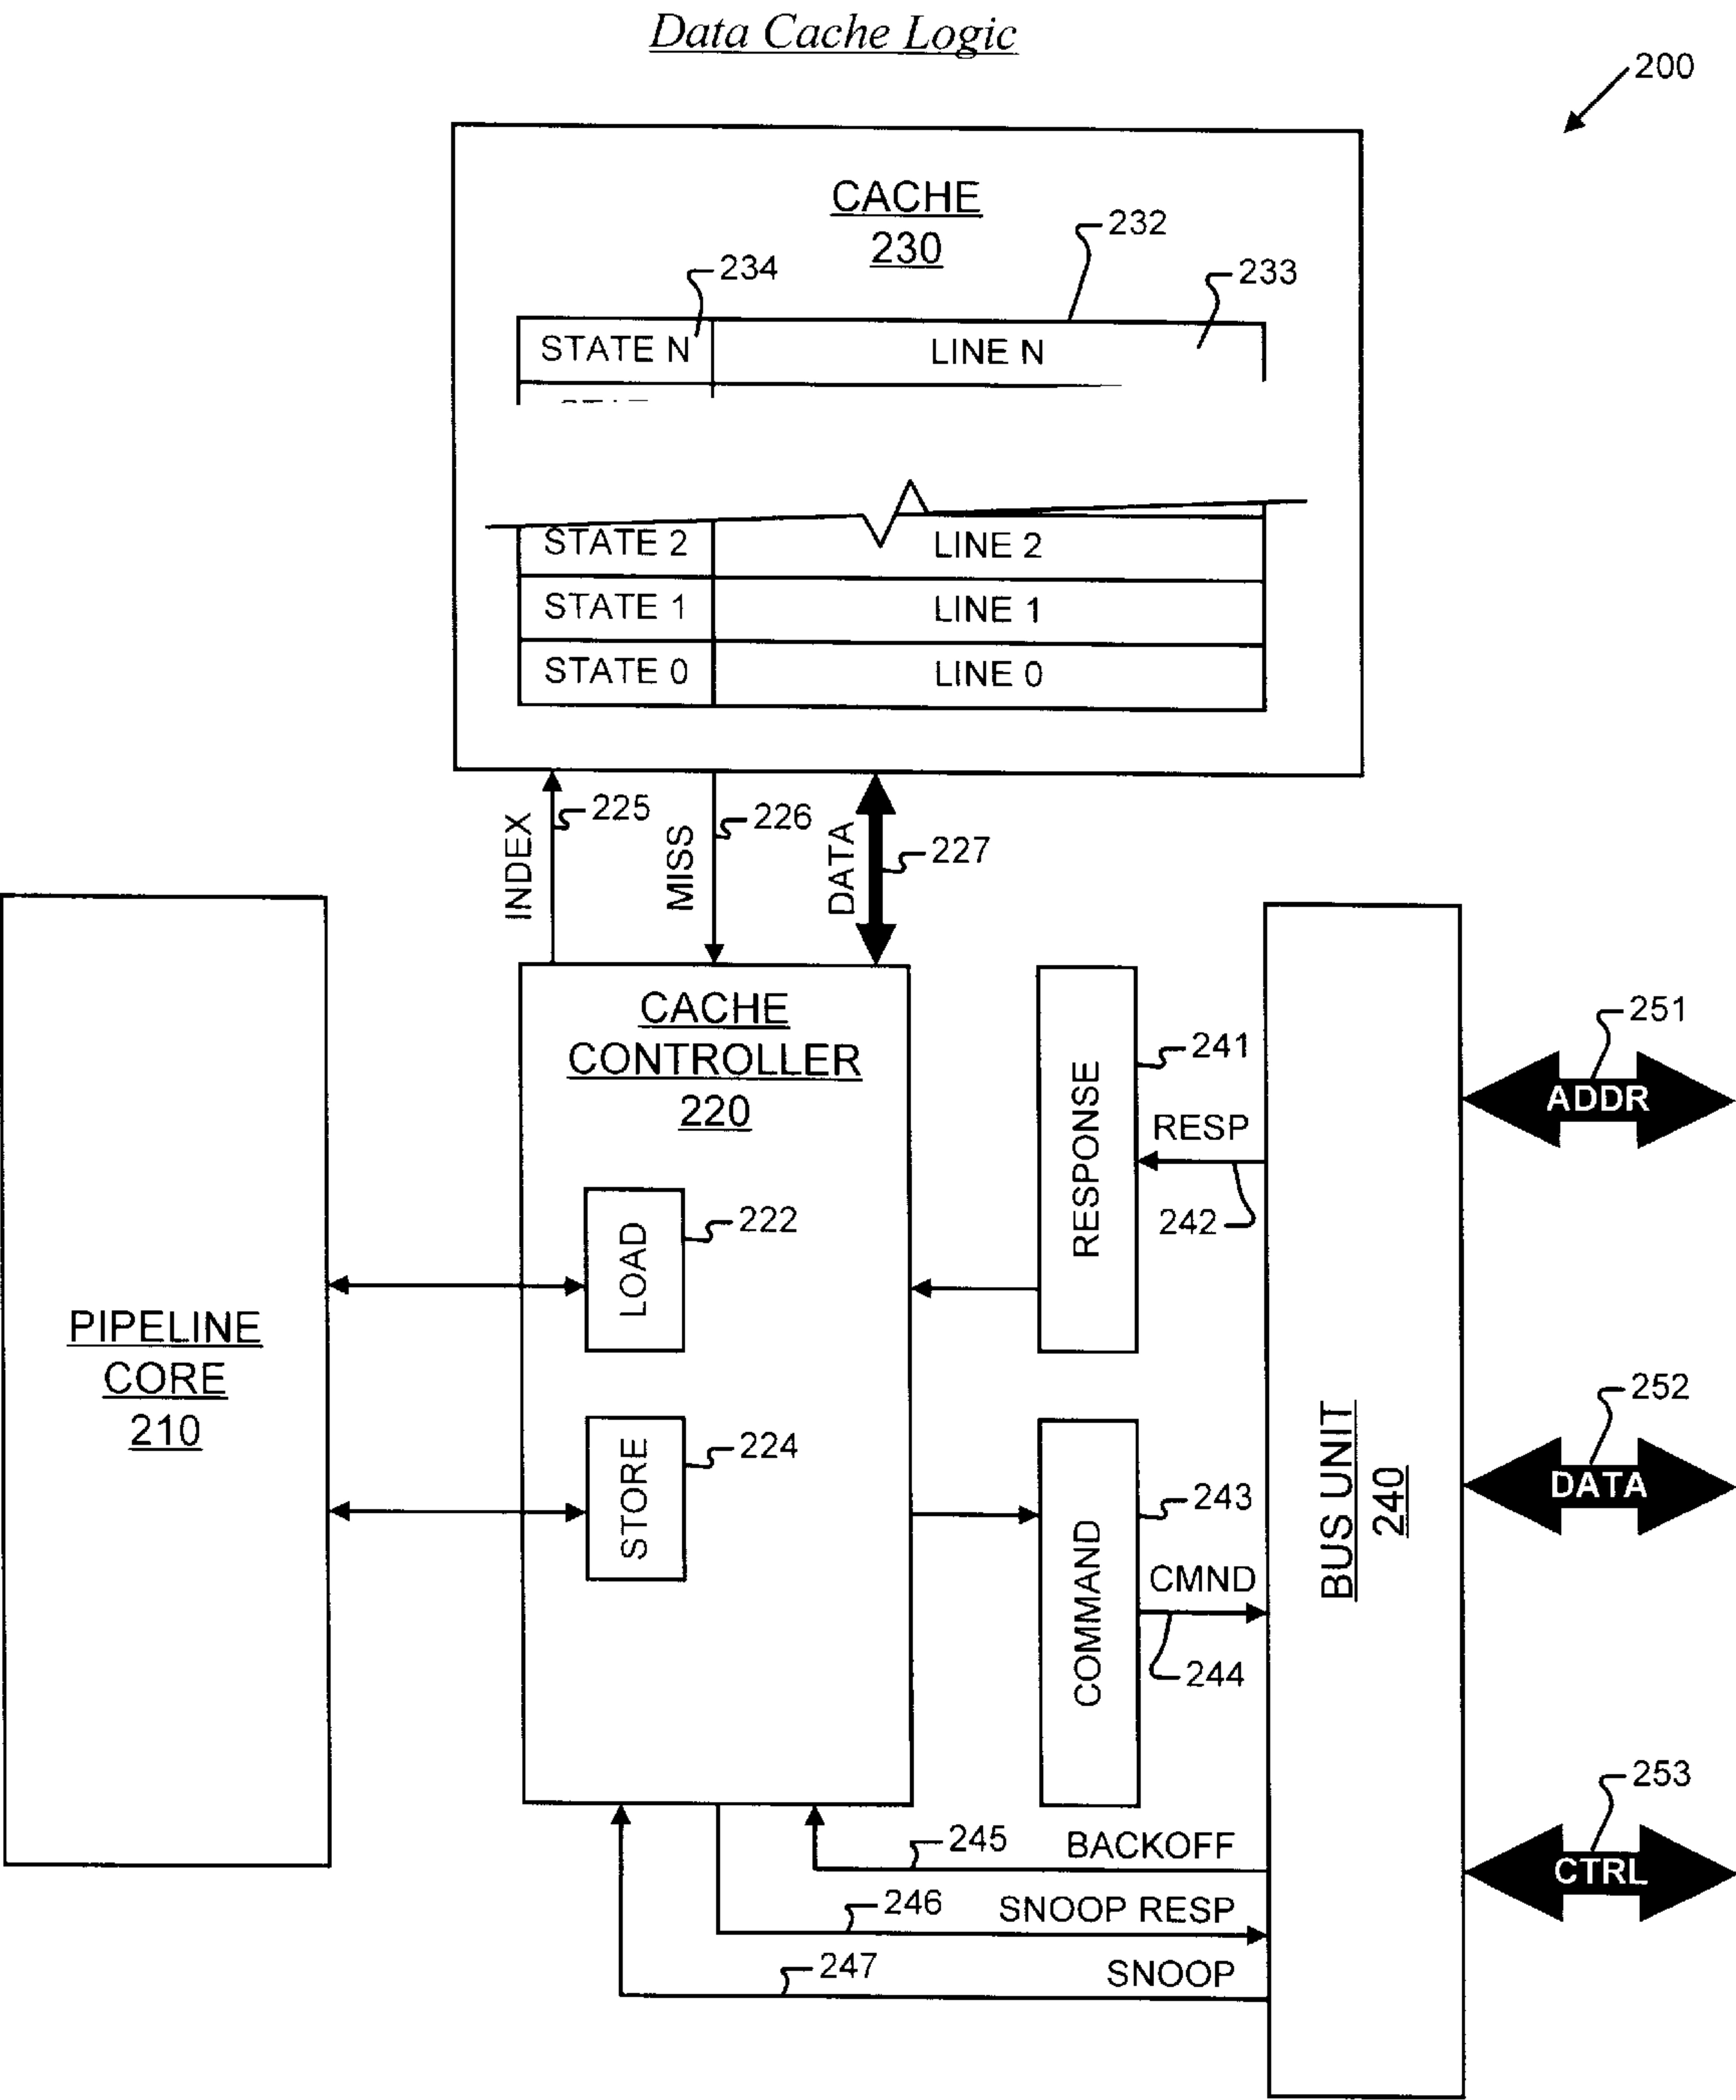 Data Cache Logic
200
CACHE
230
232
234
233
STATE N LINE N
STATE 2 LINE 2
STATE 1 LINE 1
STATE 0 LINE 0
INDEX
225
MISS
226
DATA
227
CACHE
CONTROLLER
220
LOAD
222
STORE
224
PIPELINE
CORE
210
RESPONSE
241
RESP
242
COMMAND
243
CMND
244
BUS UNIT
240
251
ADDR
252
DATA
253
CTRL
245 BACKOFF
246 SNOOP RESP
247 SNOOP